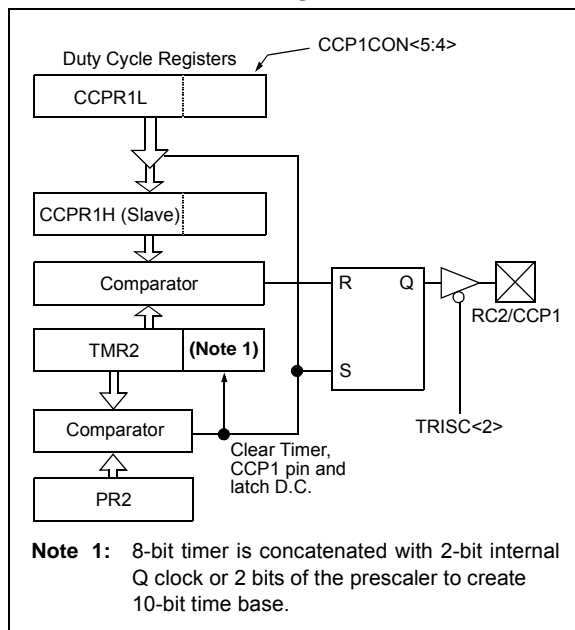 CCP1CON<5:4>
Duty Cycle Registers
CCPR1L
CCPR1H (Slave)
Comparator
R Q
RC2/CCP1
TMR2 (Note 1)
S
TRISC<2>
Comparator
Clear Timer,
CCP1 pin and
latch D.C.
PR2
Note 1: 8-bit timer is concatenated with 2-bit internal
Q clock or 2 bits of the prescaler to create
10-bit time base.